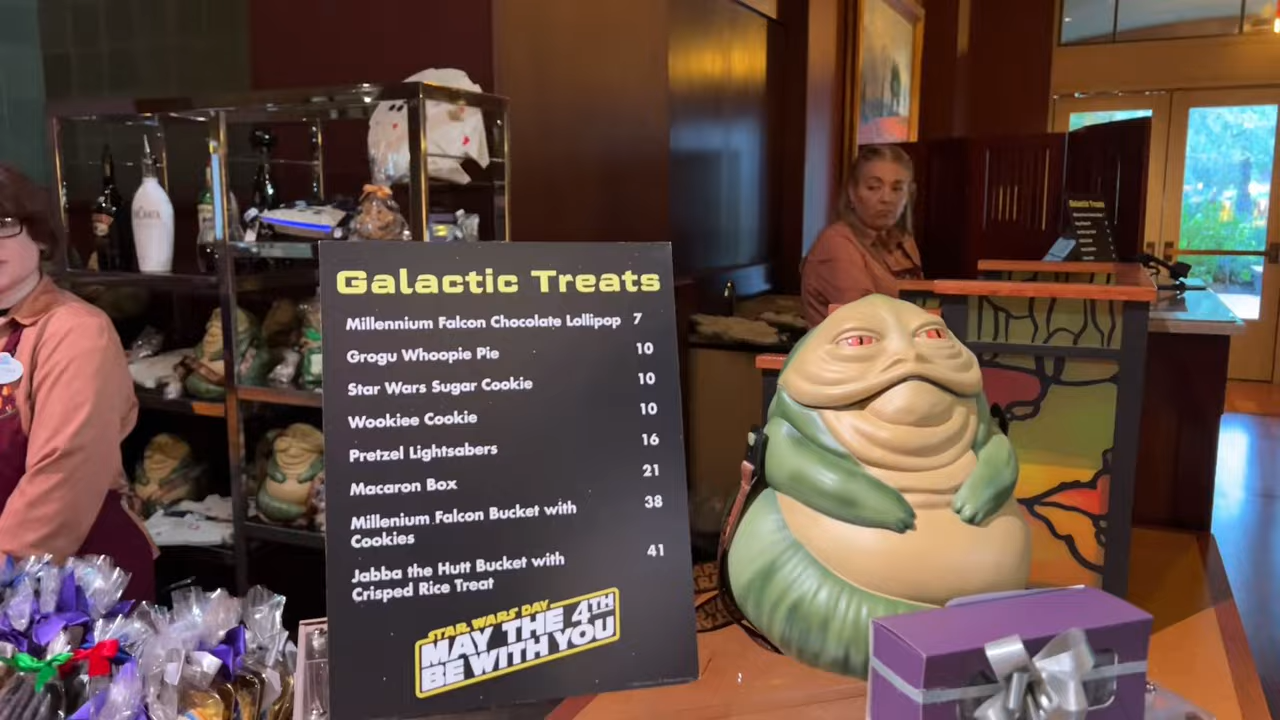 Galactic Treats
Millennium Falcon Chocolate Lollipop 7
Grogu Whoopie Pie 10
Star Wars Sugar Cookie 10
Wookiee Cookie 10
Pretzel Lightsabers 16
Macaron Box 21
Millenium Falcon Bucket with 38
Cookies
Jabba the Hutt Bucket with 41
Crisped Rice Treat
STAR WARS DAY
MAY THE 4TH
BE WITH YOU
Galactic Treats